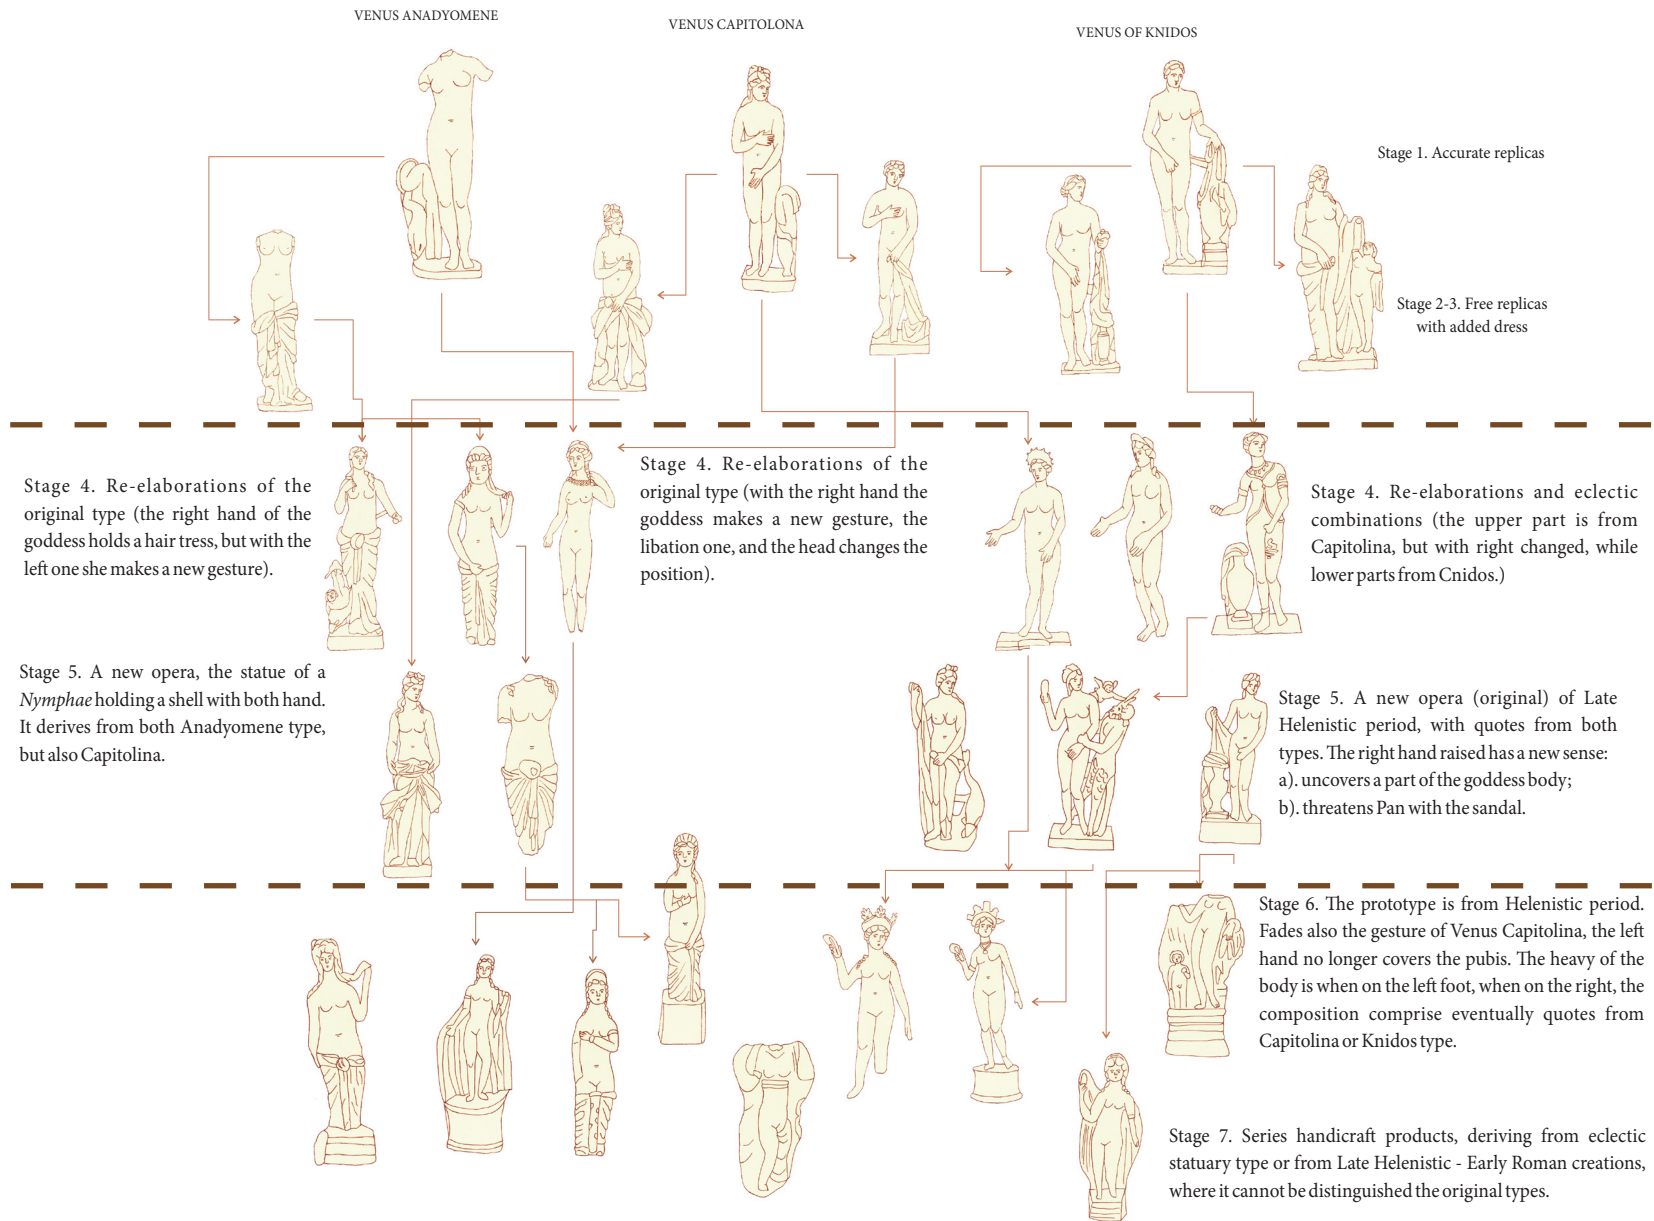 VENUS ANADYOMENE
VENUS CAPITOLONA
VENUS OF KNIDOS
Stage 1. Accurate replicas
Stage 2-3. Free replicas
with added dress
Stage 4. Re-elaborations of the
original type (the right hand of the
goddess holds a hair tress, but with the
left one she makes a new gesture).
Stage 4. Re-elaborations of the
original type (with the right hand the
goddess makes a new gesture, the
libation one, and the head changes the
position).
Stage 4. Re-elaborations and eclectic
combinations (the upper part is from
Capitolina, but with right changed, while
lower parts from Cnidos.)
Stage 5. A new opera, the statue of a
Nymphae holding a shell with both hand.
It derives from both Anadyomene type,
but also Capitolina.
Stage 5. A new opera (original) of Late
Helenistic period, with quotes from both
types. The right hand raised has a new sense:
a). uncovers a part of the goddess body;
b). threatens Pan with the sandal.
Stage 6. The prototype is from Helenistic period.
Fades also the gesture of Venus Capitolina, the left
hand no longer covers the pubis. The heavy of the
body is when on the left foot, when on the right, the
composition comprise eventually quotes from
Capitolina or Knidos type.
Stage 7. Series handicraft products, deriving from eclectic
statuary type or from Late Helenistic - Early Roman creations,
where it cannot be distinguished the original types.